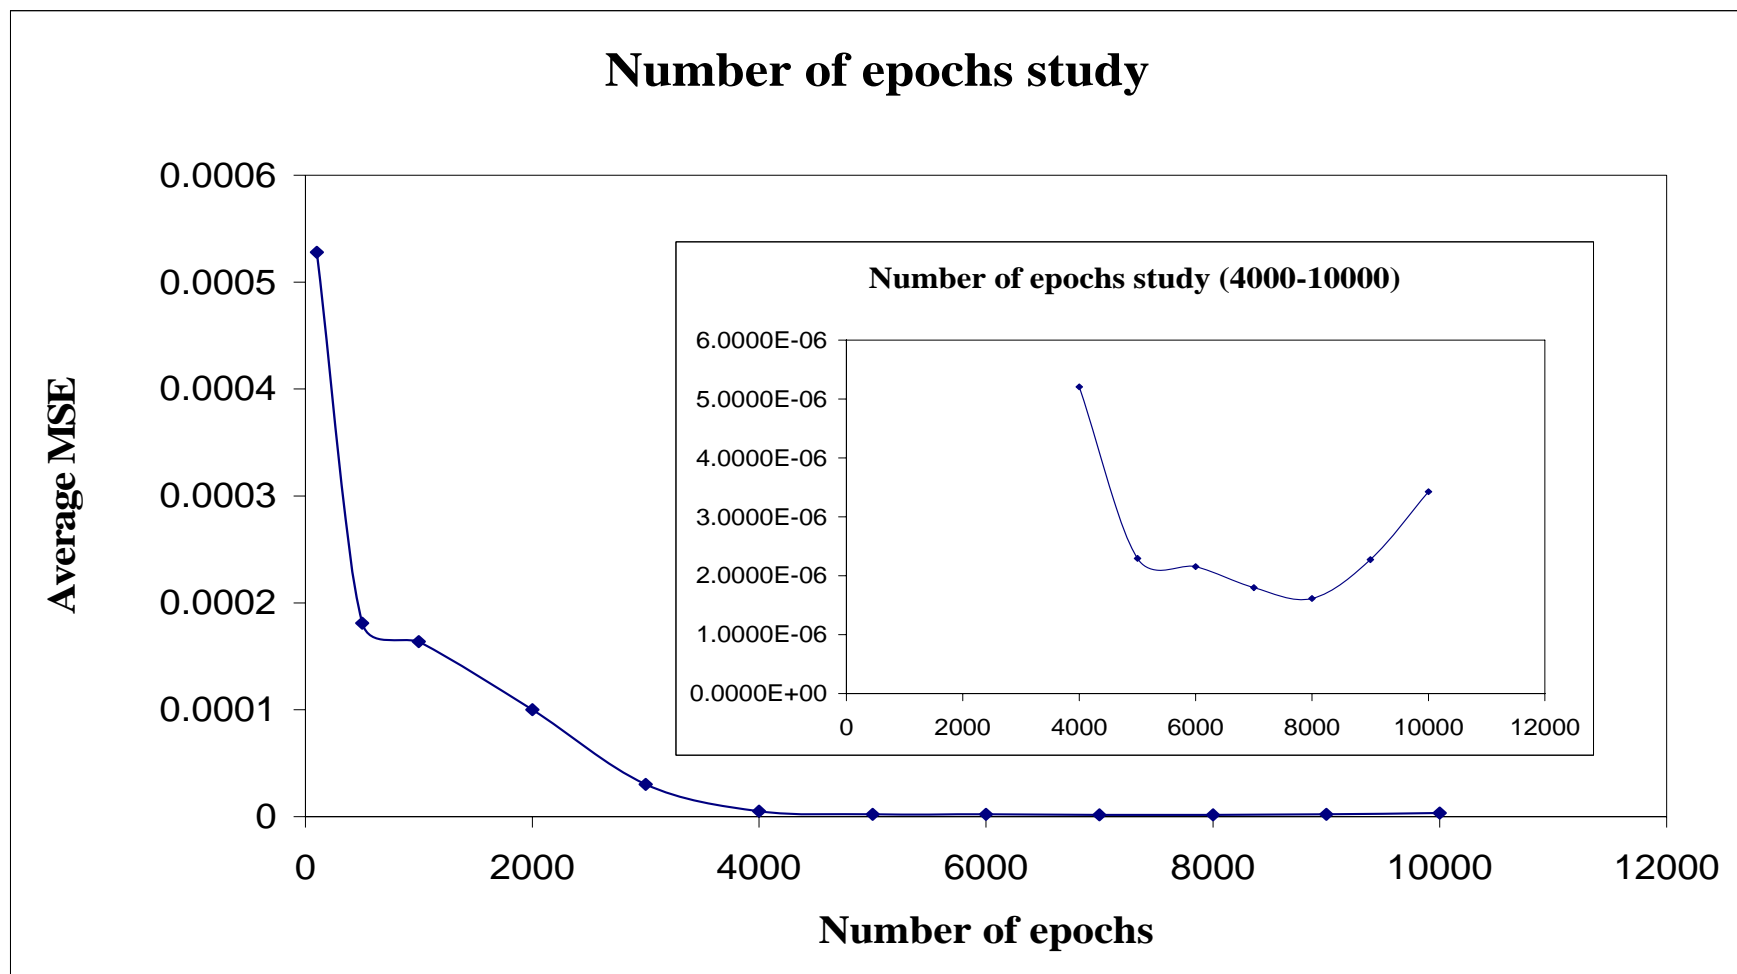 Number of epochs study
0.0006
0.0005
0.0004
0.0003
0.0002
0.0001
0
Average MSE
Number of epochs study (4000-10000)
6.0000E-06
5.0000E-06
4.0000E-06
3.0000E-06
2.0000E-06
1.0000E-06
0.0000E+00
0 2000 4000 6000 8000 10000 12000
0 2000 4000 6000 8000 10000 12000
Number of epochs